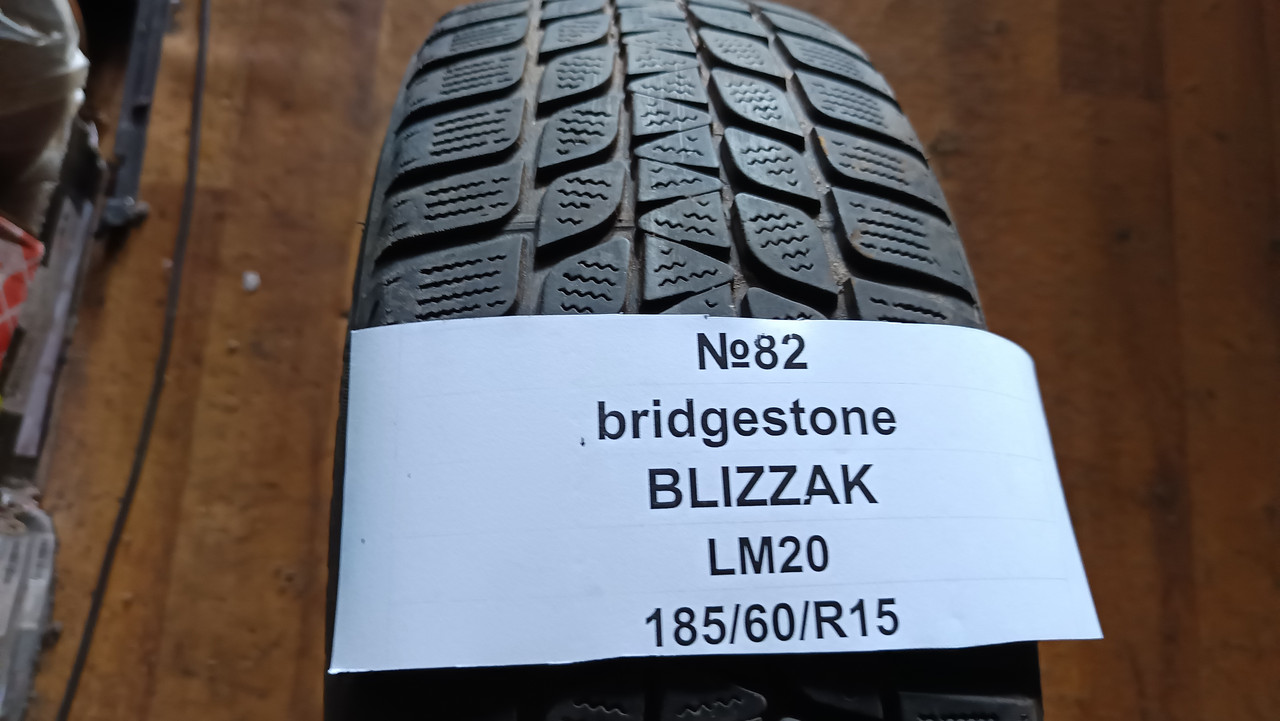 №82
bridgestone
BLIZZAK
LM20
185/60/R15